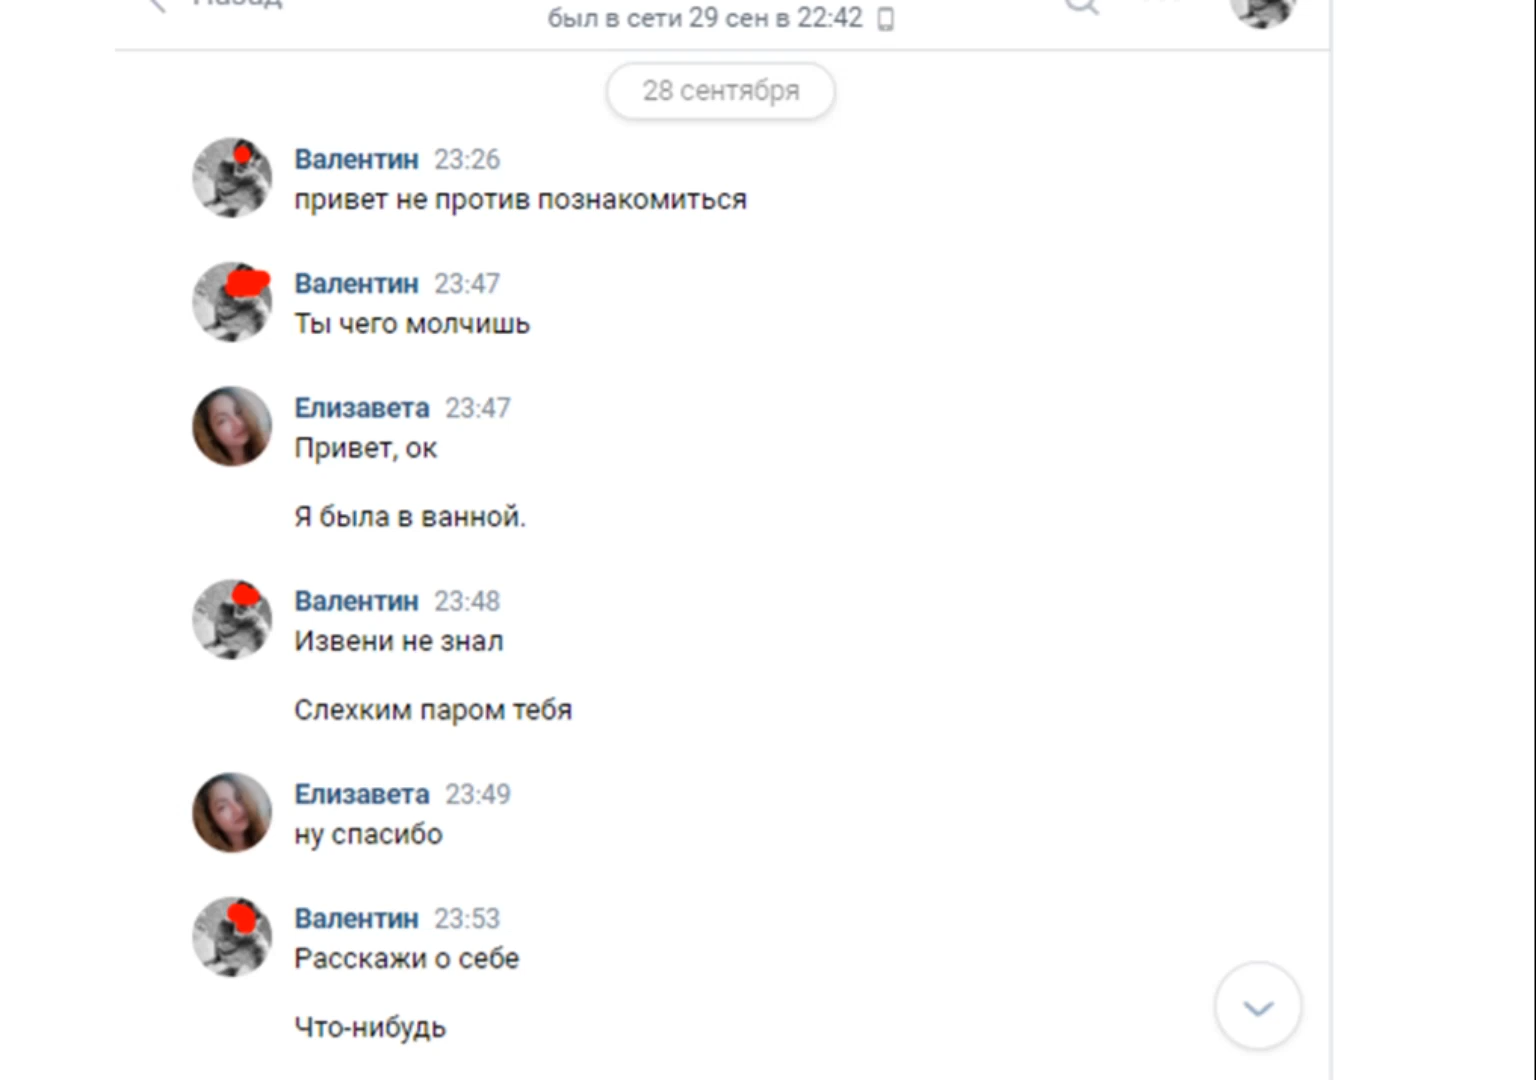 Назад
был в сети 29 сен в 22:42
28 сентября
Валентин 23:26
привет не против познакомиться
Валентин 23:47
Ты чего молчишь
Елизавета 23:47
Привет, ок
Я была в ванной.
Валентин 23:48
Извени не знал
Слехким паром тебя
Елизавета 23:49
ну спасибо
Валентин 23:53
Расскажи о себе
Что-нибудь